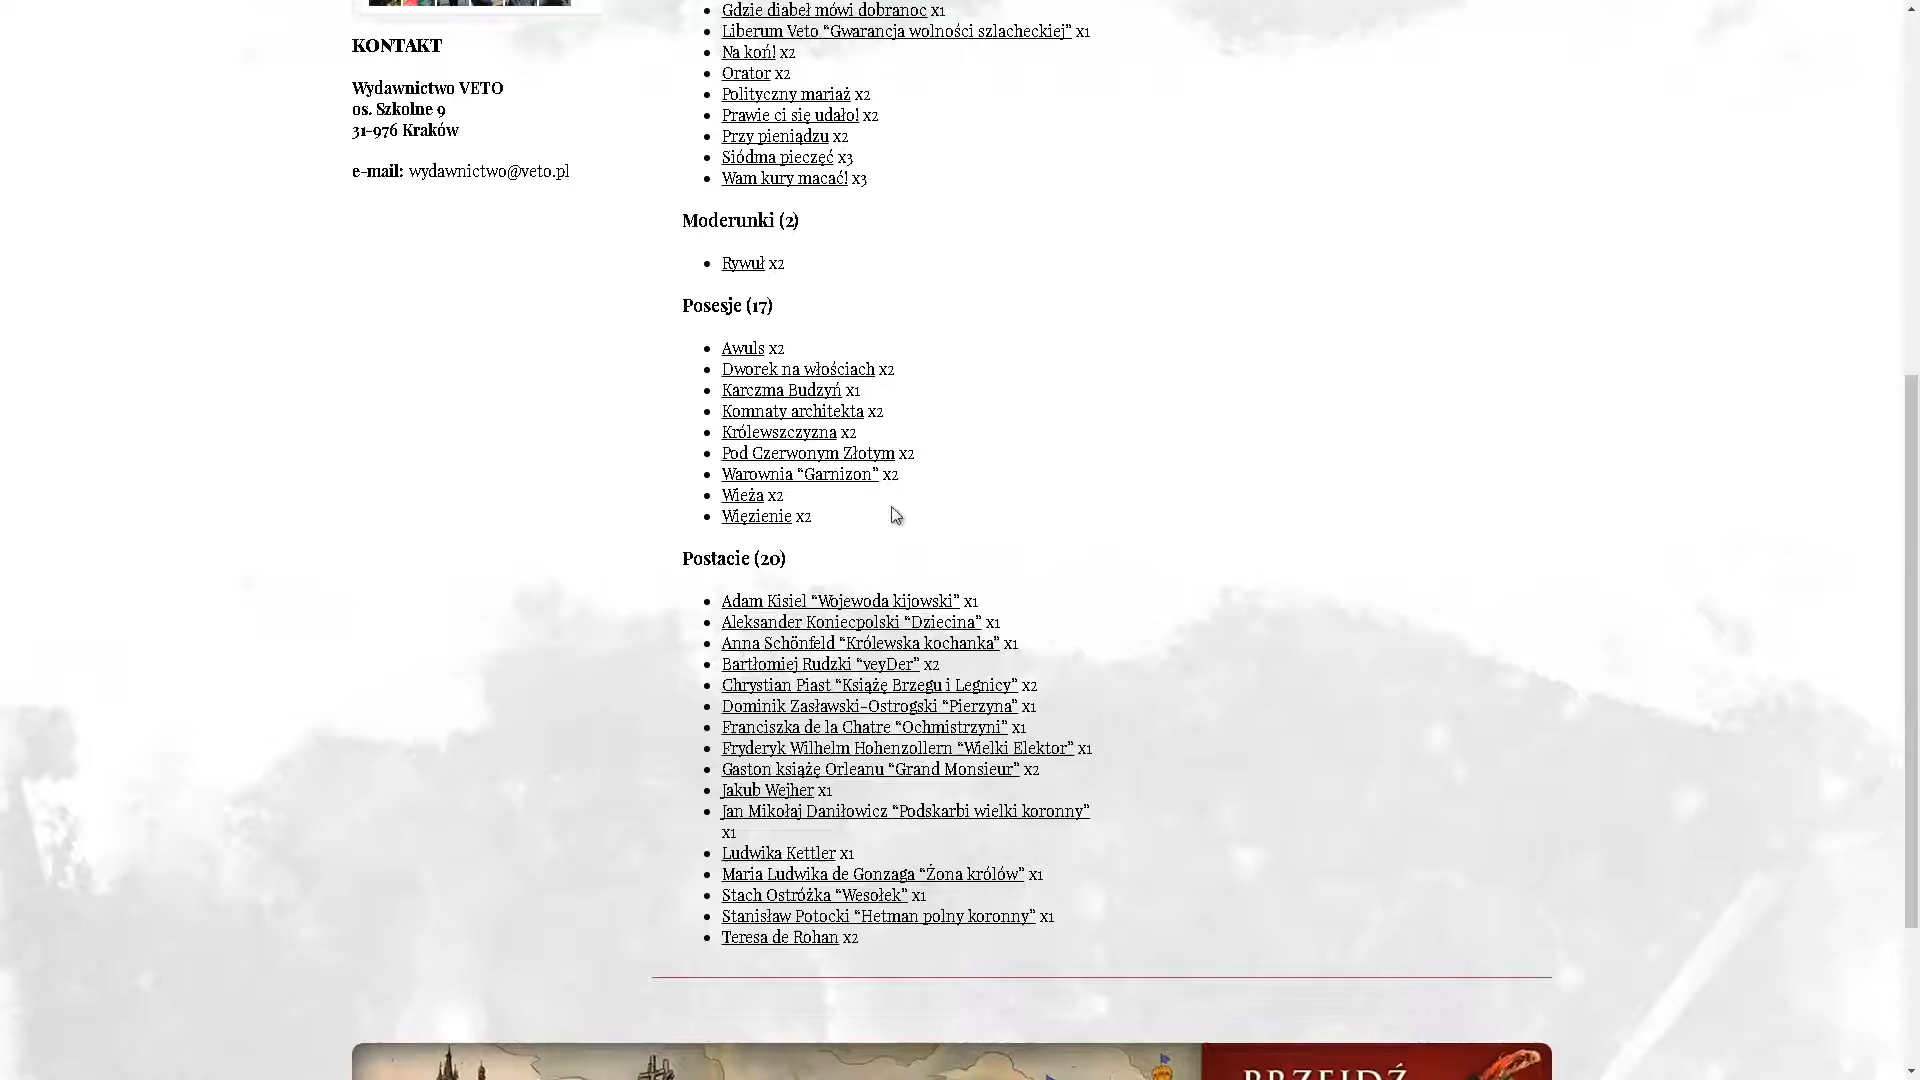 KONTAKT
Wydawnictwo VETO
os. Szkolne 9
31-976 Kraków
e-mail: wydawnictwo@veto.pl
Gdzie diabeł mówi dobranoc x1
Liberum Veto “Gwarancja wolności szlacheckiej” x1
Na koń! x2
Orator x2
Polityczny mariaż x2
Prawie ci się udało! x2
Przy pieniądzu x2
Siódma pieczęć x3
Wam kury macać! x3
Moderunki (2)
Rywuł x2
Posesje (17)
Awuls x2
Dworek na włościach x2
Karczma Budzyń x1
Komnaty architekta x2
Królewszczyzna x2
Pod Czerwonym Złotym x2
Warownia “Garnizon” x2
Wieża x2
Więzienie x2
Postacie (20)
Adam Kisiel “Wojewoda kijowski” x1
Aleksander Koniecpolski “Dziecina” x1
Anna Schönfeld “Królewska kochanka” x1
Bartłomiej Rudzki “veyDer” x2
Chrystian Piast “Książę Brzegu i Legnicy” x2
Dominik Zasławski-Ostrogski “Pierzyna” x1
Franciszka de la Chatre “Ochmistrzyni” x1
Fryderyk Wilhelm Hohenzollern “Wielki Elektor” x1
Gaston książę Orleanu “Grand Monsieur” x2
Jakub Wejher x1
Jan Mikołaj Daniłowicz “Podskarbi wielki koronny”
x1
Ludwika Kettler x1
Maria Ludwika de Gonzaga “Żona królów” x1
Stach Ostróżka “Wesołek” x1
Stanisław Potocki “Hetman polny koronny” x1
Teresa de Rohan x2
PRZEJDŹ